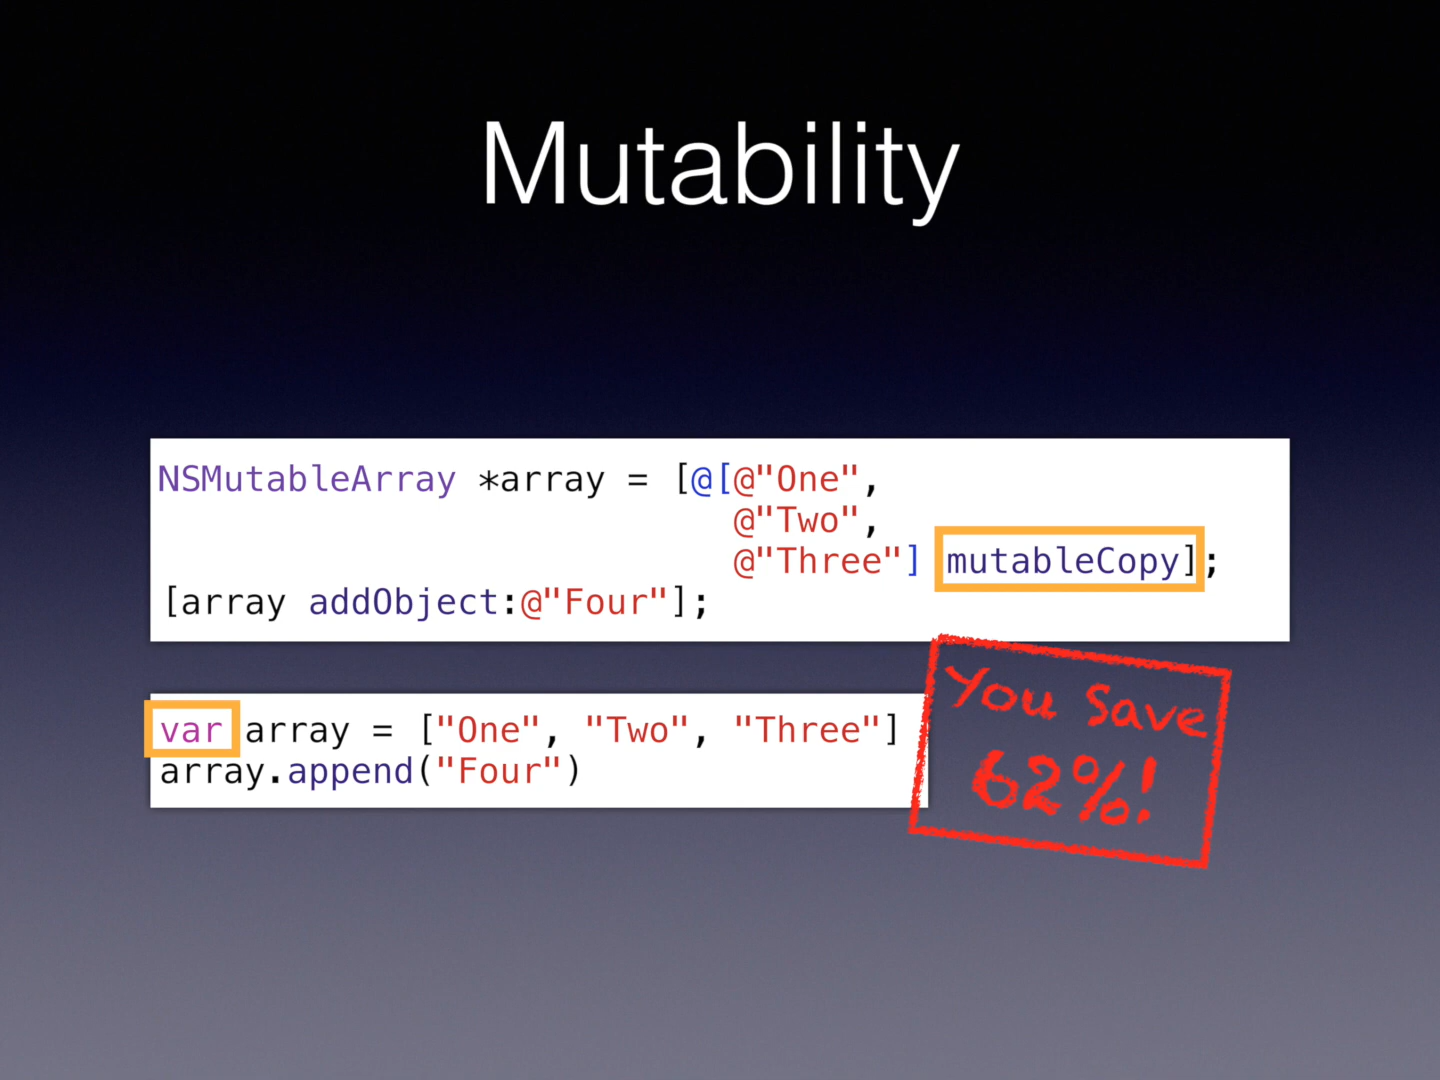 Mutability
NSMutableArray *array = [@[@"One",
@"Two",
@"Three"] mutableCopy];
[array addObject:@"Four"];
var array = ["One", "Two", "Three"]
array.append("Four")
You Save
62%!